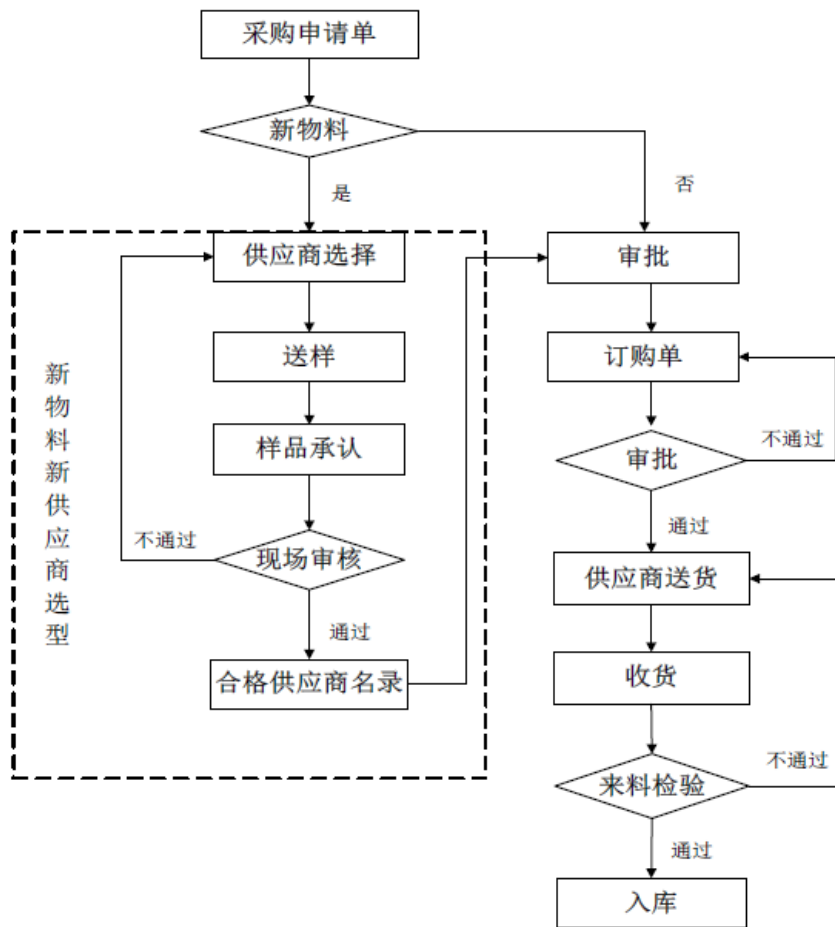 采购申请单
新物料
是
否
供应商选择
审批
送样
订购单
新物料新供应商选型
样品承认
审批
不通过
不通过
现场审核
通过
供应商送货
通过
合格供应商名录
收货
来料检验
不通过
通过
入库